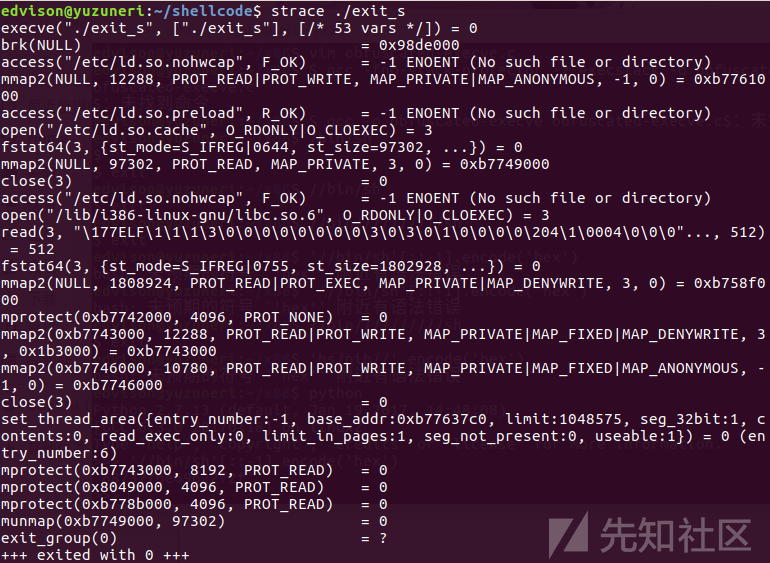 edvison@yuzuneri:~/shellcode$ strace ./exit_s
execve("./exit_s", ["./exit_s"], [/* 53 vars */]) = 0
brk(NULL)                               = 0x98de000
access("/etc/ld.so.nohwcap", F_OK)      = -1 ENOENT (No such file or directory)
mmap2(NULL, 12288, PROT_READ|PROT_WRITE, MAP_PRIVATE|MAP_ANONYMOUS, -1, 0) = 0xb77610
00
access("/etc/ld.so.preload", R_OK)      = -1 ENOENT (No such file or directory)
open("/etc/ld.so.cache", O_RDONLY|O_CLOEXEC) = 3
fstat64(3, {st_mode=S_IFREG|0644, st_size=97302, ...}) = 0
mmap2(NULL, 97302, PROT_READ, MAP_PRIVATE, 3, 0) = 0xb7749000
close(3)                                = 0
access("/etc/ld.so.nohwcap", F_OK)      = -1 ENOENT (No such file or directory)
open("/lib/i386-linux-gnu/libc.so.6", O_RDONLY|O_CLOEXEC) = 3
read(3, "\177ELF\1\1\1\3\0\0\0\0\0\0\0\0\3\0\3\0\1\0\0\0\204\1\0004\0\0\0"..., 512)
= 512
fstat64(3, {st_mode=S_IFREG|0755, st_size=1802928, ...}) = 0
mmap2(NULL, 1808924, PROT_READ|PROT_EXEC, MAP_PRIVATE|MAP_DENYWRITE, 3, 0) = 0xb758f0
00
mprotect(0xb7742000, 4096, PROT_NONE)   = 0
mmap2(0xb7743000, 12288, PROT_READ|PROT_WRITE, MAP_PRIVATE|MAP_FIXED|MAP_DENYWRITE, 3
, 0x1b3000) = 0xb7743000
mmap2(0xb7746000, 10780, PROT_READ|PROT_WRITE, MAP_PRIVATE|MAP_FIXED|MAP_ANONYMOUS, -
1, 0) = 0xb7746000
close(3)                                = 0
set_thread_area({entry_number:-1, base_addr:0xb77637c0, limit:1048575, seg_32bit:1, c
ontents:0, read_exec_only:0, limit_in_pages:1, seg_not_present:0, useable:1}) = 0 (en
try_number:6)
mprotect(0xb7743000, 8192, PROT_READ)   = 0
mprotect(0x8049000, 4096, PROT_READ)    = 0
mprotect(0xb778b000, 4096, PROT_READ)   = 0
munmap(0xb7749000, 97302)               = 0
exit_group(0)                           = ?
+++ exited with 0 +++
先知社区